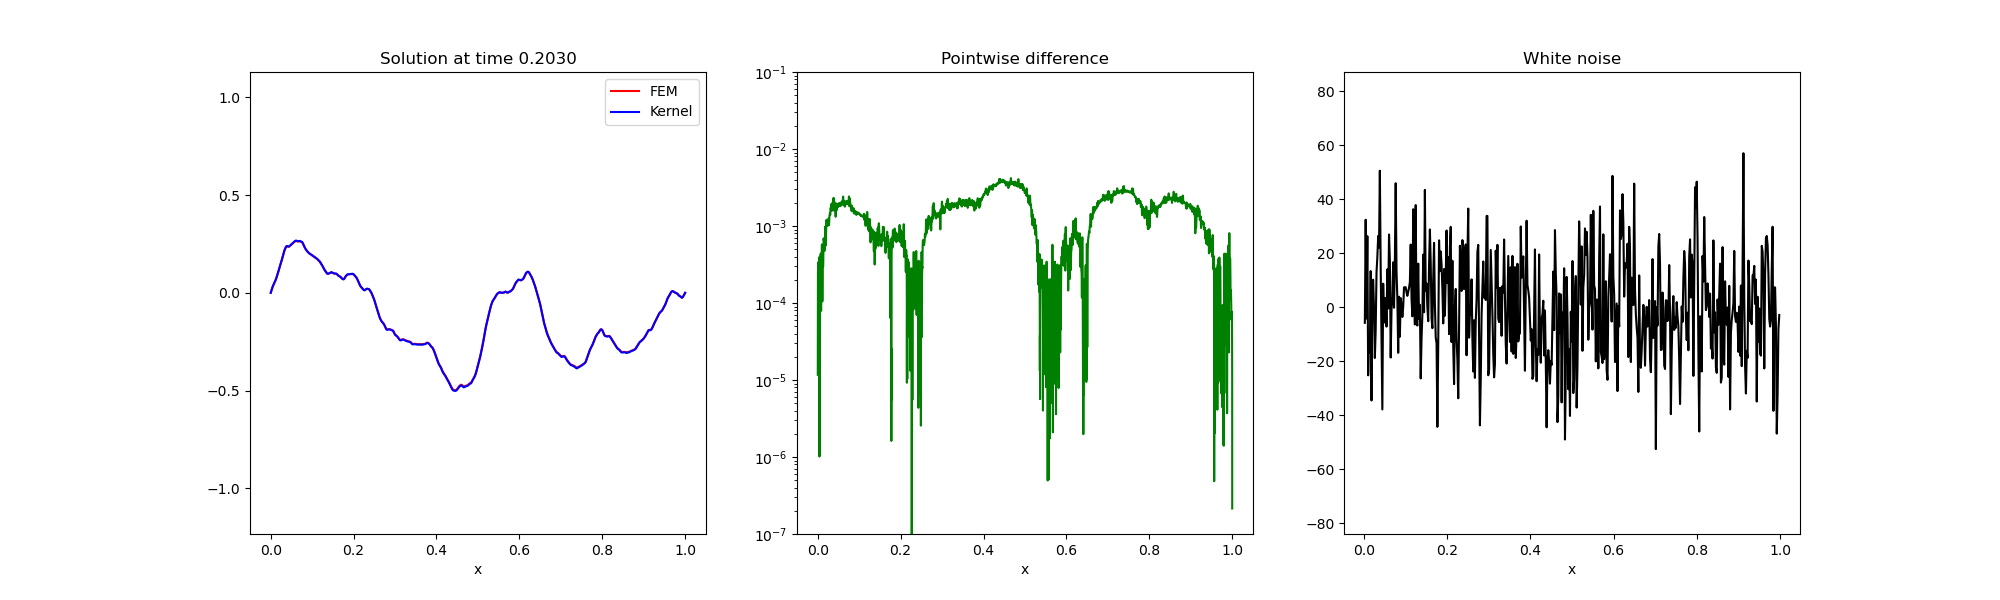 Solution at time 0.2030
1.0
0.5
0.0
−0.5
−1.0
0.0 0.2 0.4 0.6 0.8 1.0
x
FEM
Kernel
Pointwise difference
10⁻¹
10⁻²
10⁻³
10⁻⁴
10⁻⁵
10⁻⁶
10⁻⁷
0.0 0.2 0.4 0.6 0.8 1.0
x
White noise
80
60
40
20
0
−20
−40
−60
−80
0.0 0.2 0.4 0.6 0.8 1.0
x